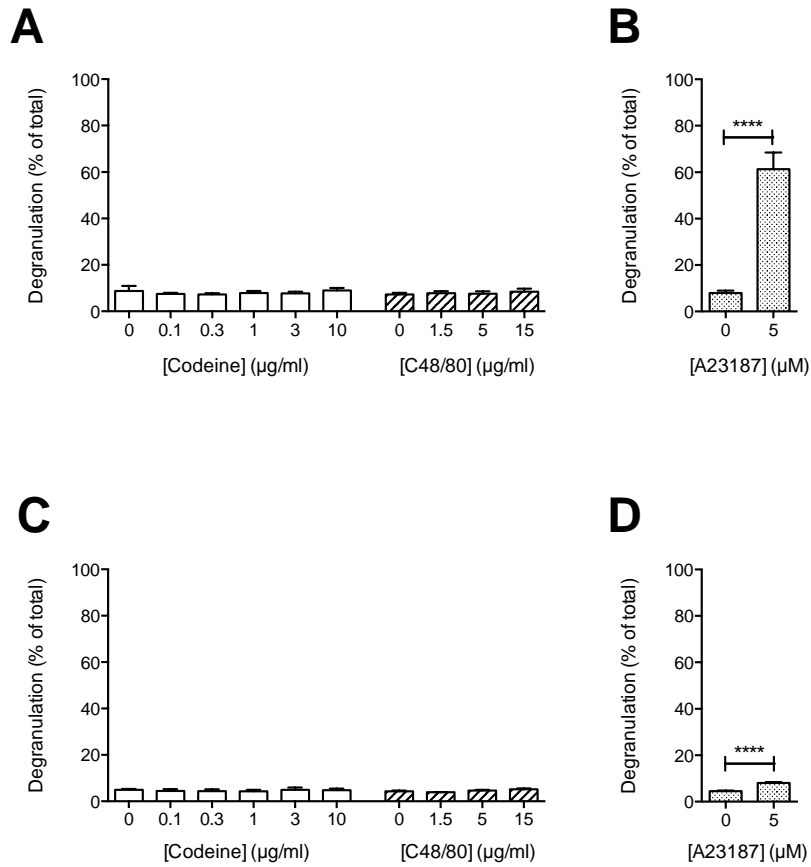 A
B
Degranulation (% of total)
100
80
60
40
20
0
0 0.1 0.3 1 3 10 0 1.5 5 15
[Codeine] (µg/ml) [C48/80] (µg/ml)
Degranulation (% of total)
100
80
60
40
20
0
****
0 5
[A23187] (µM)
C
D
Degranulation (% of total)
100
80
60
40
20
0
0 0.1 0.3 1 3 10 0 1.5 5 15
[Codeine] (µg/ml) [C48/80] (µg/ml)
Degranulation (% of total)
100
80
60
40
20
0
****
0 5
[A23187] (µM)